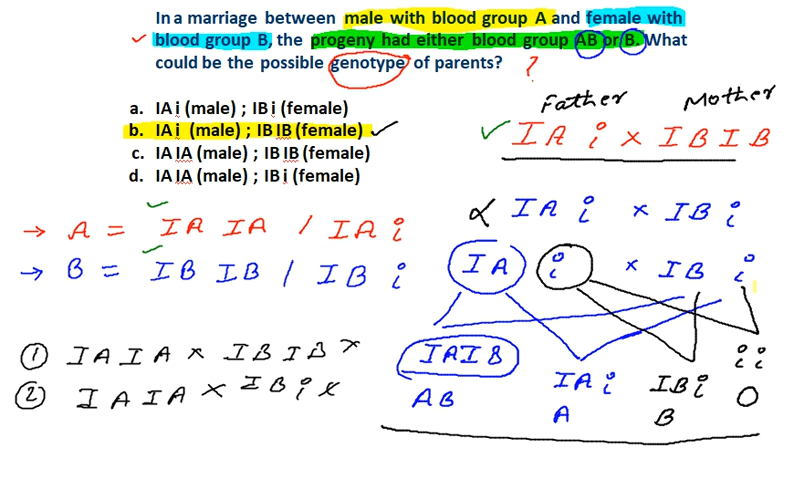 In a marriage between male with blood group A and female with
blood group B, the progeny had either blood group AB or B. What
could be the possible genotype of parents? ?
a. IA i (male) ; IB i (female)
b. IA i (male) ; IB IB (female)
c. IA IA (male) ; IB IB (female)
d. IA IA (male) ; IB i (female)
Father Mother
IA i x IB IB
→ A = IA IA / IA i
→ B = IB IB / IB i
α IA i x IB i
IA i x IB i
IAIB IA i IB i i i
AB A B O
① IA IA x IB IB x
② IA IA x IB i x